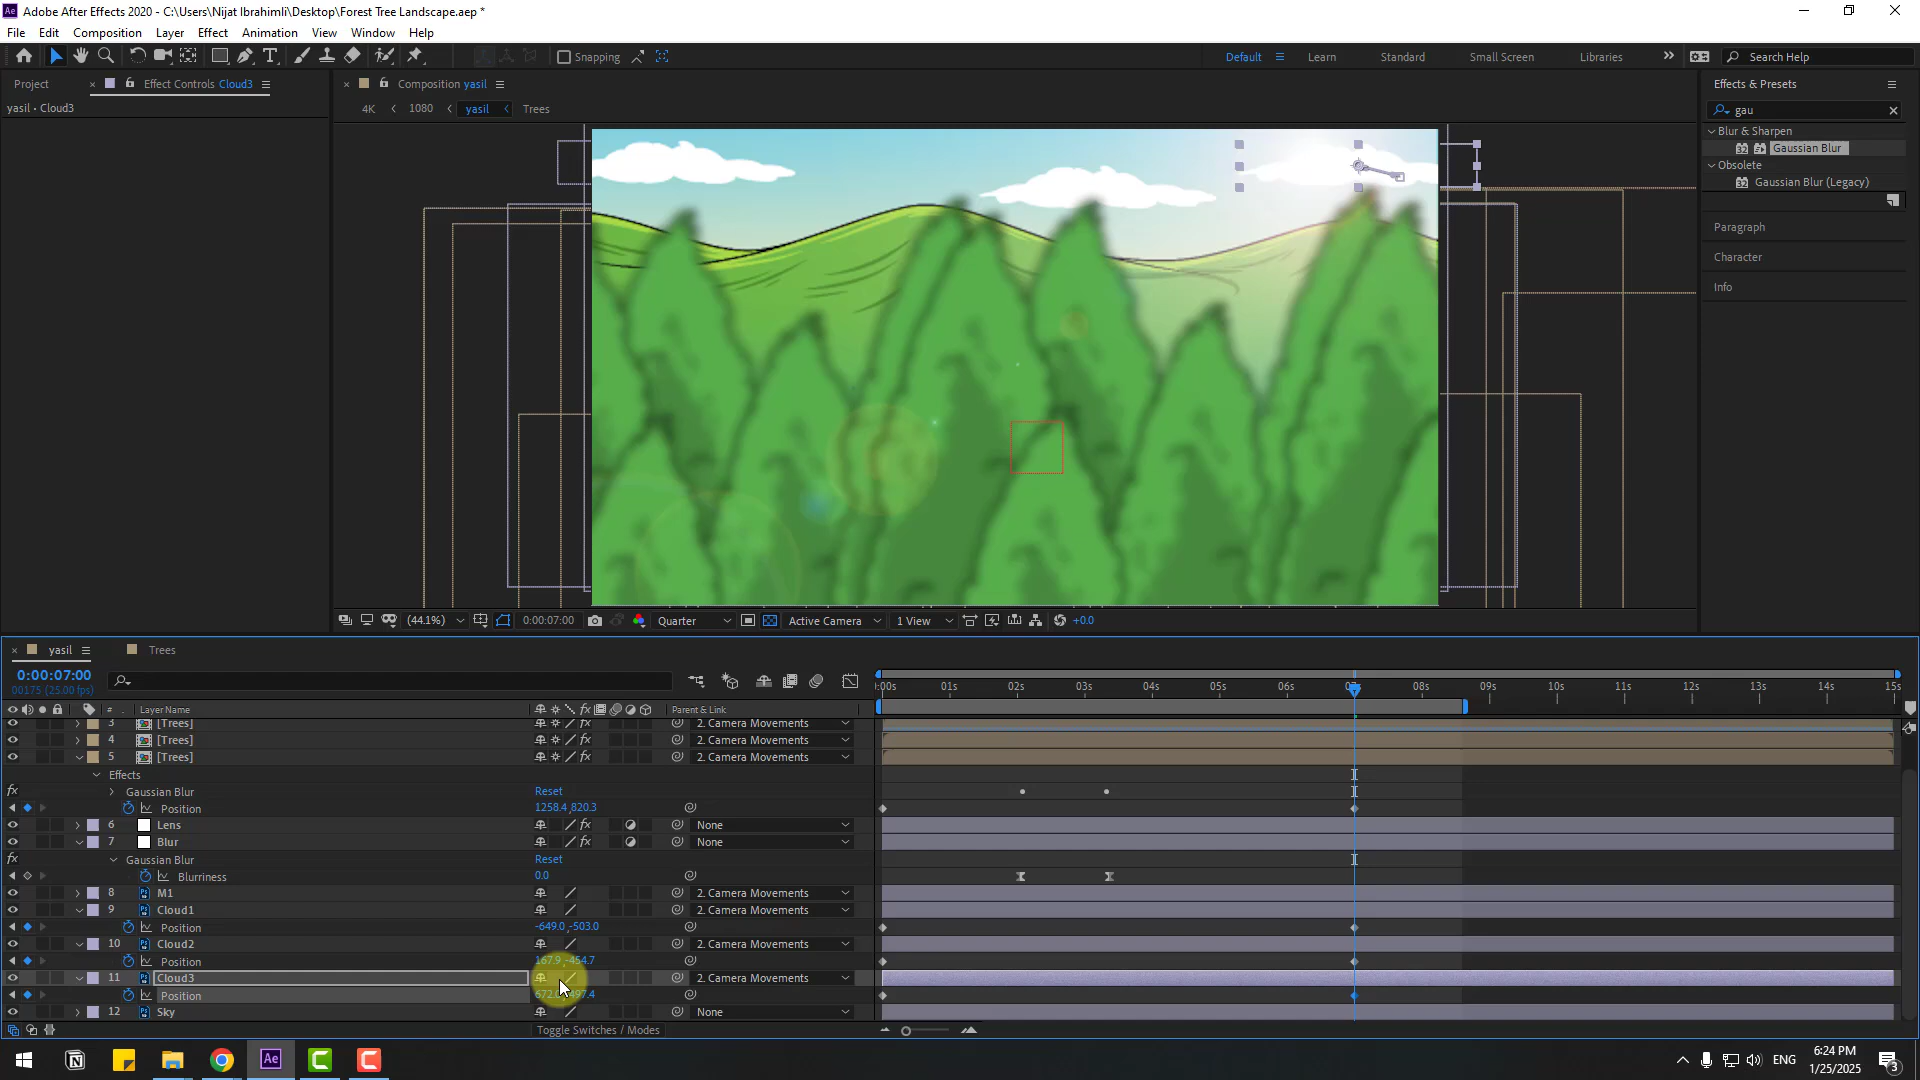 Adobe After Effects 2020 - C:\Users\Nijat Ibrahimli\Desktop\Forest Tree Landscape.aep *
File Edit Composition Layer Effect Animation View Window Help
Snapping Default Learn Standard Small Screen Libraries Search Help
Project Effect Controls Cloud3 Composition yasil Effects & Presets
yasil • Cloud3 4K 1080 yasil Trees gau
Blur & Sharpen
Gaussian Blur
Obsolete
Gaussian Blur (Legacy)
Paragraph
Character
Info
(44.1%) 0:00:07:00 Quarter Active Camera 1 View +0.0
yasil Trees
0:00:07:00
00175 (25.00 fps)
:00s 01s 02s 03s 04s 05s 06s 08s 09s 10s 11s 12s 13s 14s 15s
# Layer Name Parent & Link
3 [Trees] 2. Camera Movements
4 [Trees] 2. Camera Movements
5 [Trees] 2. Camera Movements
Effects
fx Gaussian Blur Reset
Position 1258.4,820.3
6 Lens None
7 Blur None
fx Gaussian Blur Reset
Blurriness 0.0
8 M1 2. Camera Movements
9 Cloud1 2. Camera Movements
Position -649.0,-503.0
10 Cloud2 2. Camera Movements
Position 167.9,-454.7
11 Cloud3 2. Camera Movements
Position
12 Sky None
Toggle Switches / Modes
ENG 6:24 PM
1/25/2025
3